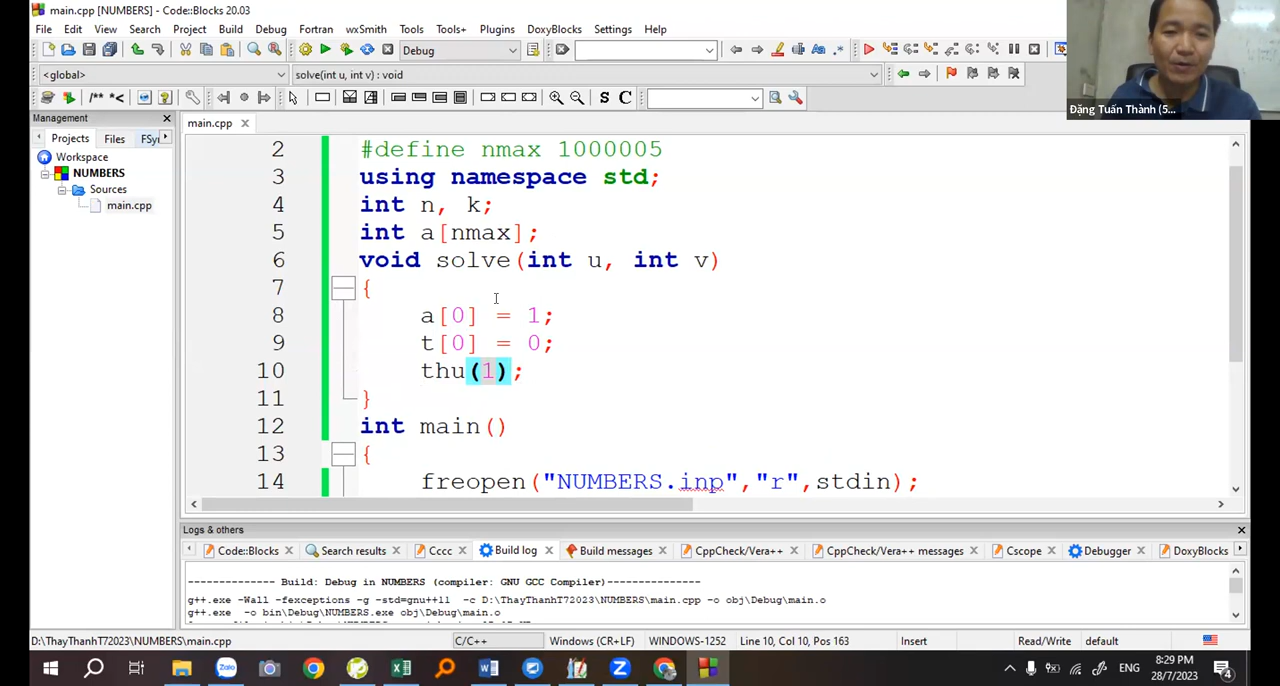 main.cpp [NUMBERS] - Code::Blocks 20.03
File Edit View Search Project Build Debug Fortran wxSmith Tools Tools+ Plugins DoxyBlocks Settings Help
Debug
<global> solve(int u, int v) : void
/** *< S C
Đặng Tuấn Thành (5...
Management
main.cpp
Projects Files FSy
Workspace
NUMBERS
Sources
main.cpp
2 #define nmax 1000005
3 using namespace std;
4 int n, k;
5 int a[nmax];
6 void solve(int u, int v)
7 {
8 a[0] = 1;
9 t[0] = 0;
10 thu(1);
11 }
12 int main()
13 {
14 freopen("NUMBERS.inp","r",stdin);
Logs & others
Code::Blocks Search results Cccc Build log Build messages CppCheck/Vera++ CppCheck/Vera++ messages Cscope Debugger DoxyBlocks
-------------- Build: Debug in NUMBERS (compiler: GNU GCC Compiler)---------------
g++.exe -Wall -fexceptions -g -std=gnu++11 -c D:\ThayThanhT72023\NUMBERS\main.cpp -o obj\Debug\main.o
g++.exe -o bin\Debug\NUMBERS.exe obj\Debug\main.o
D:\ThayThanhT72023\NUMBERS\main.cpp C/C++ Windows (CR+LF) WINDOWS-1252 Line 10, Col 10, Pos 163 Insert Read/Write default
Zalo ENG 8:29 PM
28/7/2023 4